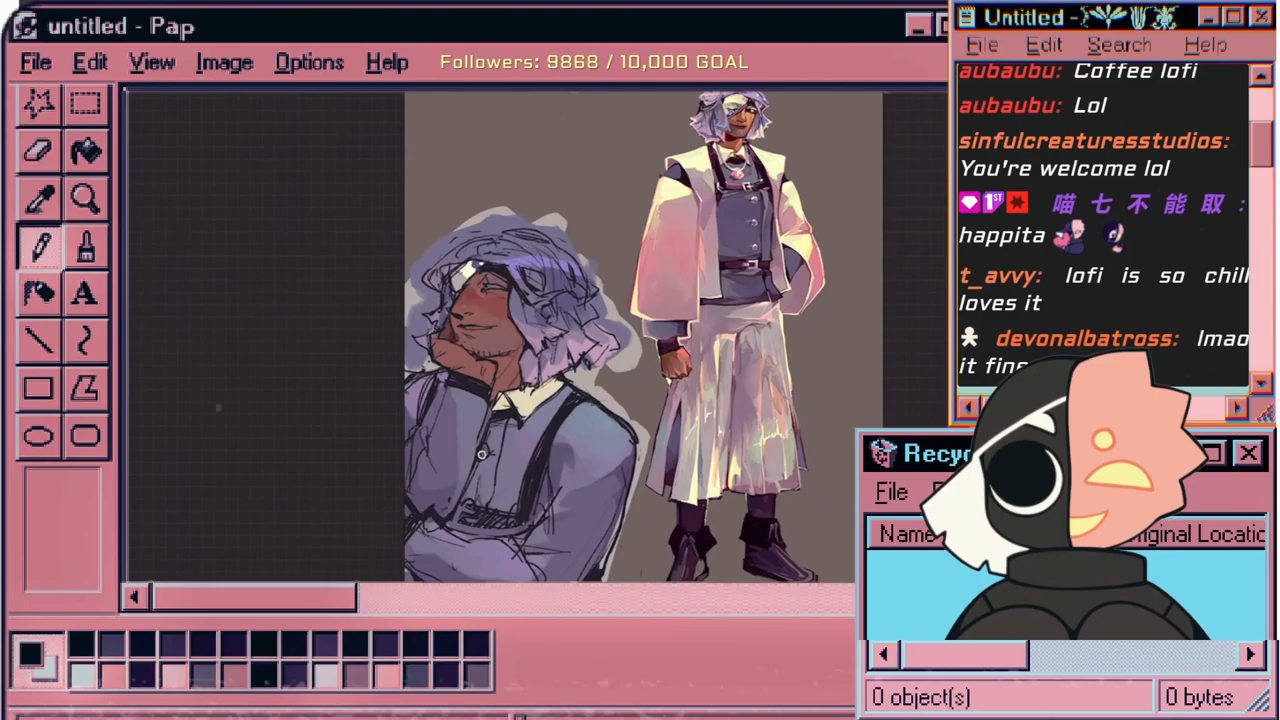 untitled - Pap
File Edit View Image Options Help
Followers: 9868 / 10,000 GOAL
A
Untitled -
File Edit Search Help
aubaubu: Coffee lofi
aubaubu: Lol
sinfulcreaturesstudios:
You're welcome lol
1ST 喵七不能取:
happita
t_avvy: lofi is so chill
loves it
devonalbatross: lmao
it fine
Recyc
File
Name
riginal Locatio
0 object(s)
0 bytes